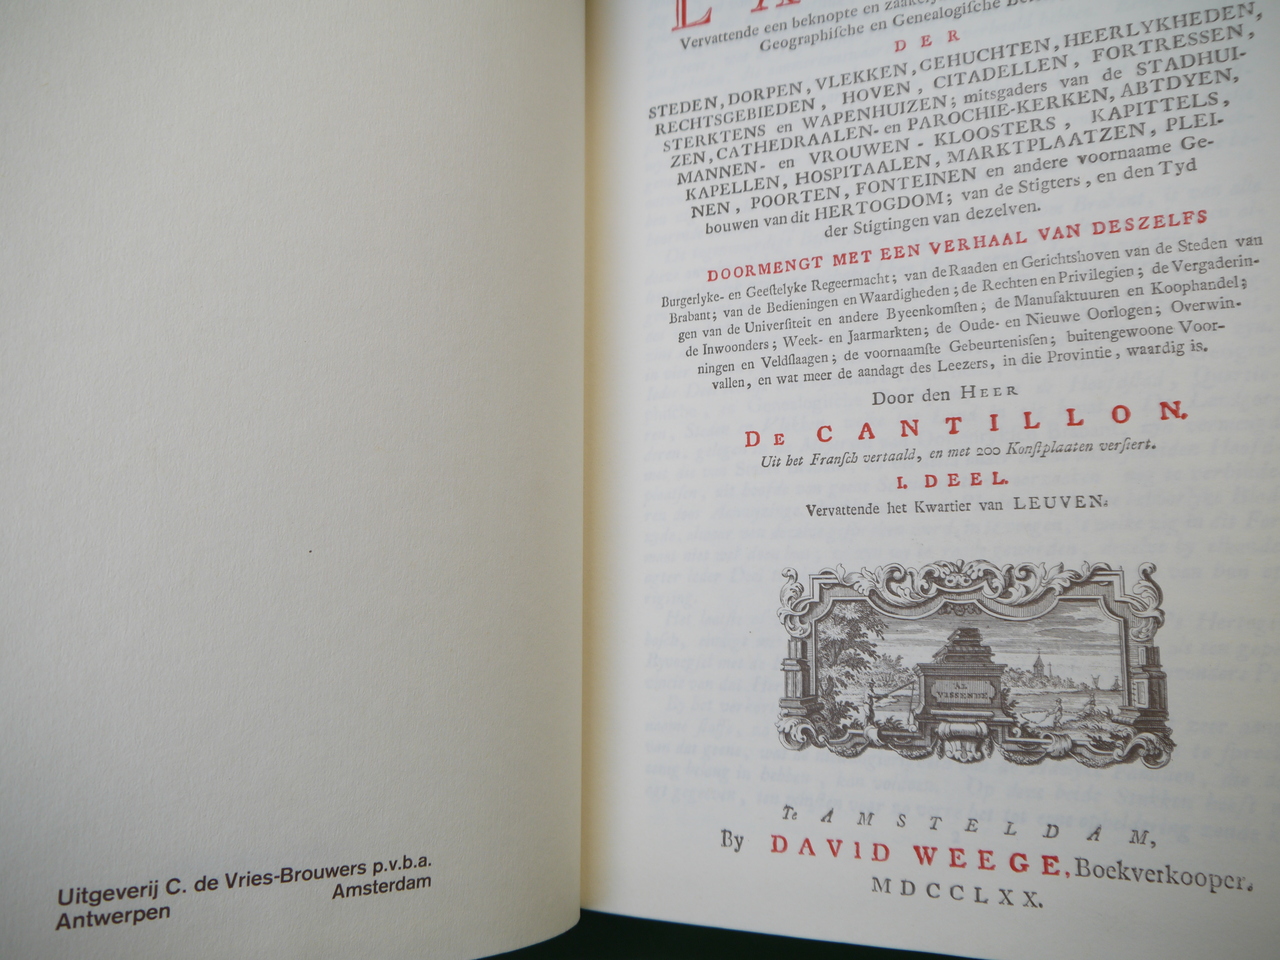 Uitgeverij C. de Vries-Brouwers p.v.b.a.
Antwerpen Amsterdam
Vervattende een beknopte en
Geographiſche en Genealogiſche
DER
STEDEN, DORPEN, VLEKKEN, GEHUCHTEN, HEERLYKHEDEN,
RECHTSGEBIEDEN, HOVEN, CITADELLEN, FORTRESSEN,
STERKTENS en WAPENHUIZEN; mitsgaders van de STADHUI-
ZEN, CATHEDRAALEN- en PAROCHIE-KERKEN, ABTDYEN,
MANNEN- en VROUWEN-KLOOSTERS, KAPITTELS,
KAPELLEN, HOSPITAALEN, MARKTPLAATZEN, PLEI-
NEN, POORTEN, FONTEINEN en andere voornaame Ge-
bouwen van dit HERTOGDOM; van de Stigters, en den Tyd
der Stigtingen van dezelven.
DOORMENGT MET EEN VERHAAL VAN DESZELFS
Burgerlyke- en Geeſtelyke Regeermacht; van de Raaden en Gerichtshoven van de Steden van
Brabant; van de Bedieningen en Waardigheden; de Rechten en Privilegien; de Vergaderin-
gen van de Univerſiteit en andere Byeenkomſten; de Manufaktuuren en Koophandel;
de Inwoonders; Week- en Jaarmarkten; de Oude- en Nieuwe Oorlogen; Overwin-
ningen en Veldſlaagen; de voornaamſte Gebeurteniſſen; buitengewoone Voor-
vallen, en wat meer de aandagt des Leezers, in die Provintie, waardig is.
Door den HEER
DE CANTILLON.
Uit het Franſch vertaald, en met 200 Konſtplaaten verſiert.
I. DEEL.
Vervattende het Kwartier van LEUVEN.
AL
VISSENDE
Te AMSTELDAM,
By DAVID WEEGE, Boekverkooper.
MDCCLXX.